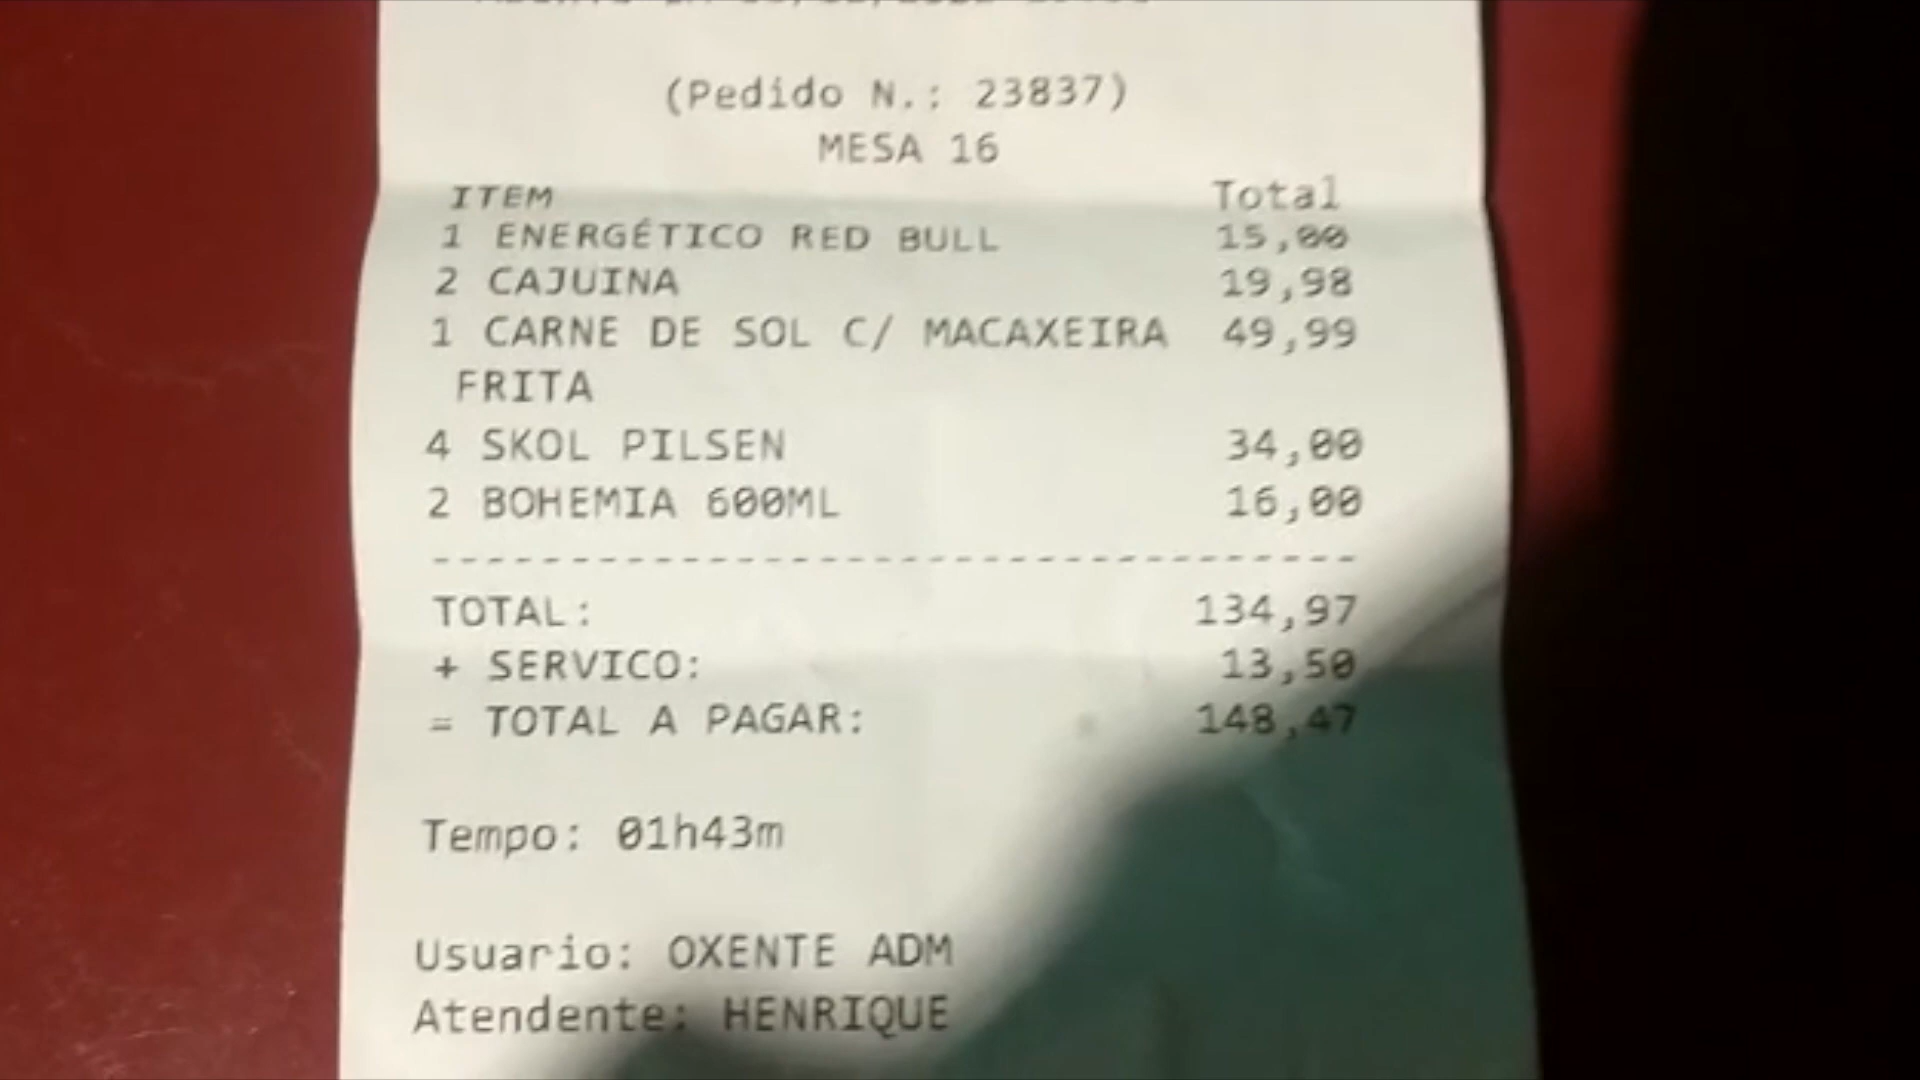 (Pedido N.: 23837)
MESA 16
ITEM Total
1 ENERGÉTICO RED BULL 15,00
2 CAJUINA 19,98
1 CARNE DE SOL C/ MACAXEIRA 49,99
FRITA
4 SKOL PILSEN 34,00
2 BOHEMIA 600ML 16,00
---------------------------------
TOTAL: 134,97
+ SERVICO: 13,50
= TOTAL A PAGAR: 148,47
Tempo: 01h43m
Usuario: OXENTE ADM
Atendente: HENRIQUE